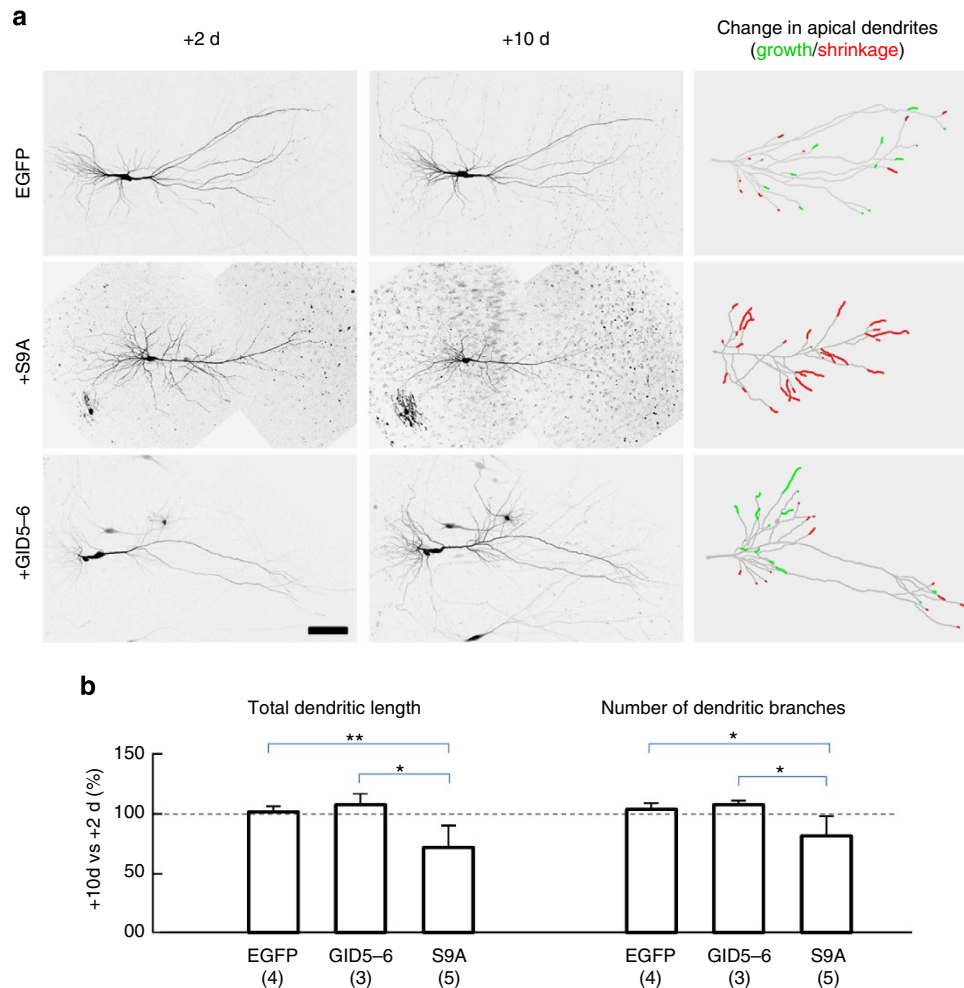 a
+2 d
+10 d
Change in apical dendrites
(growth/shrinkage)
EGFP
+S9A
+GID5–6
b
Total dendritic length
Number of dendritic branches
+10d vs +2 d (%)
150
100
50
00
**
*
*
*
EGFP
(4)
GID5–6
(3)
S9A
(5)
EGFP
(4)
GID5–6
(3)
S9A
(5)